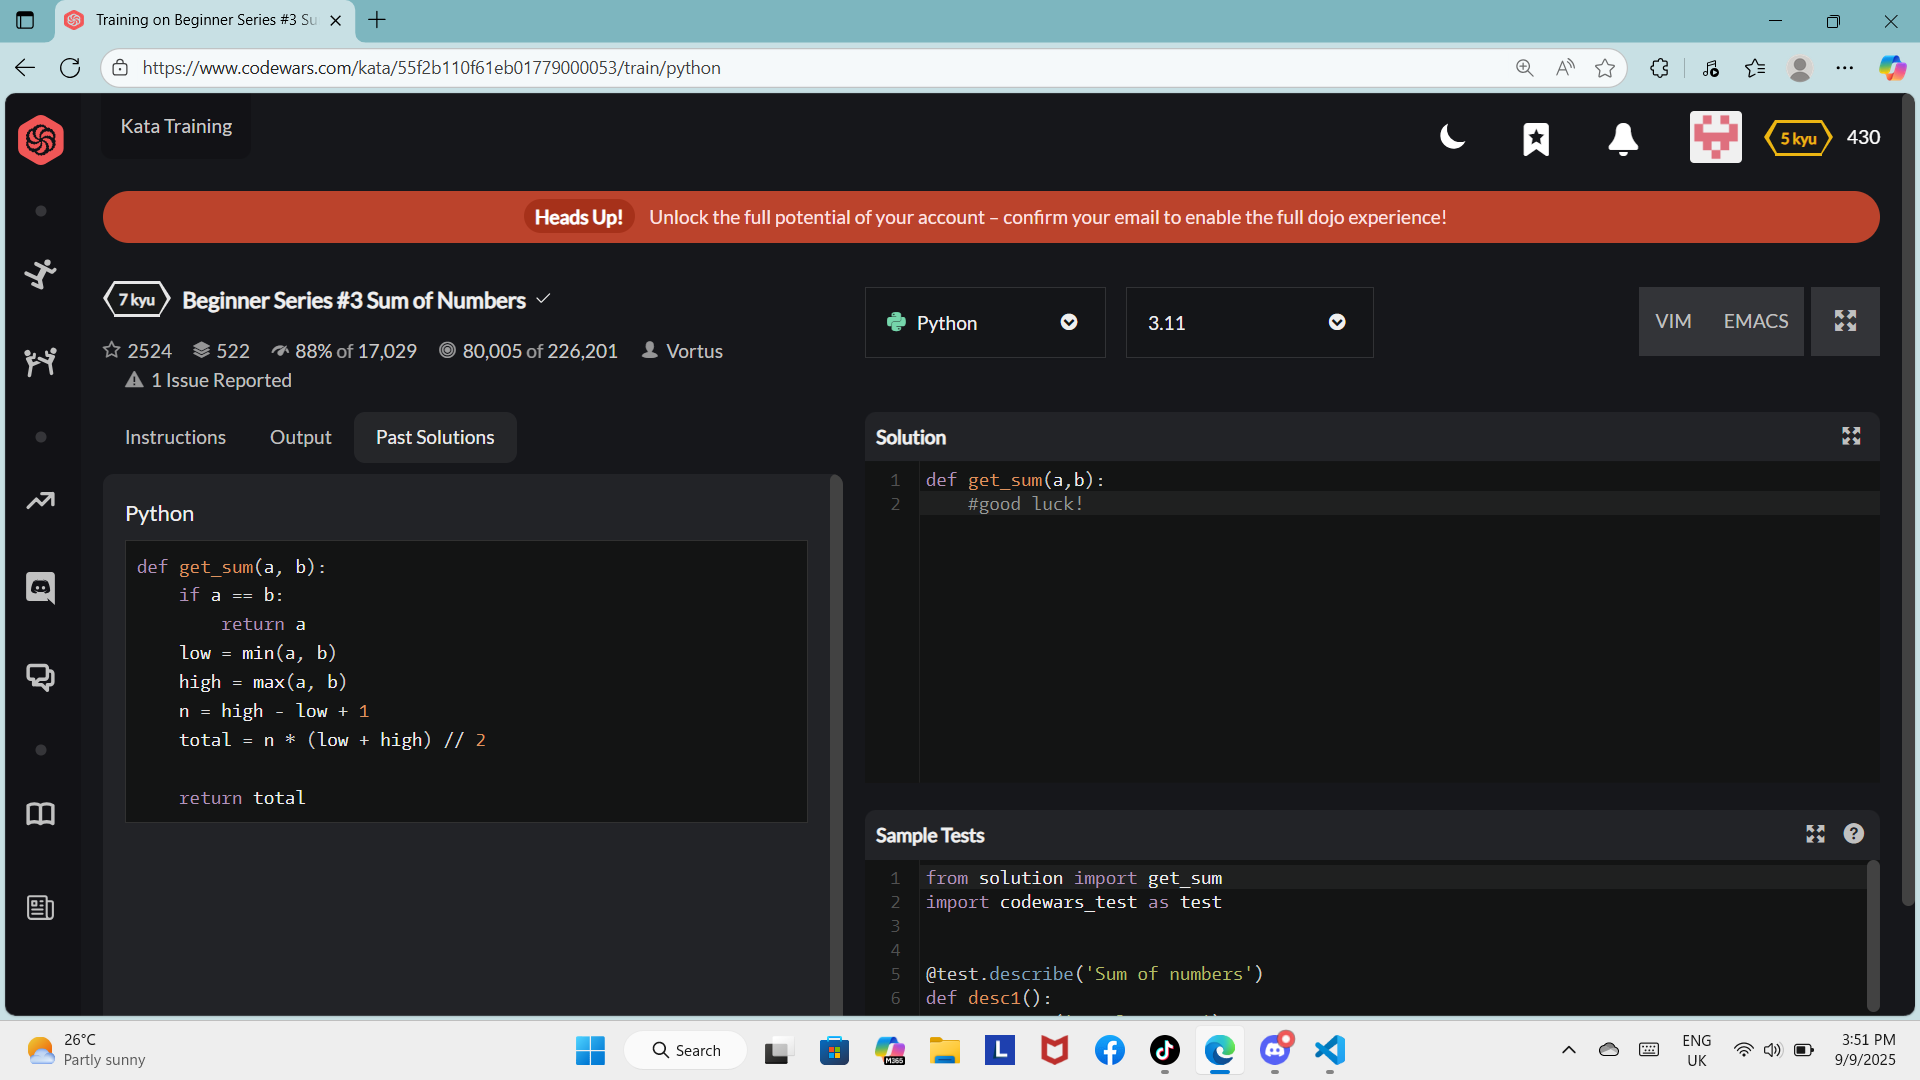 Training on Beginner Series #3 Su
https://www.codewars.com/kata/55f2b110f61eb01779000053/train/python
Kata Training
5 kyu
430
Heads Up! Unlock the full potential of your account – confirm your email to enable the full dojo experience!
7 kyu Beginner Series #3 Sum of Numbers
2524 522 88% of 17,029 80,005 of 226,201 Vortus
1 Issue Reported
Python
3.11
VIM EMACS
Instructions Output Past Solutions
Python
def get_sum(a, b):
    if a == b:
        return a
    low = min(a, b)
    high = max(a, b)
    n = high - low + 1
    total = n * (low + high) // 2
    return total
Solution
1 def get_sum(a,b):
2     #good luck!
Sample Tests
1 from solution import get_sum
2 import codewars_test as test
3
4
5 @test.describe('Sum of numbers')
6 def desc1():
26°C
Partly sunny
Search
M365
L
ENG
UK
3:51 PM
9/9/2025